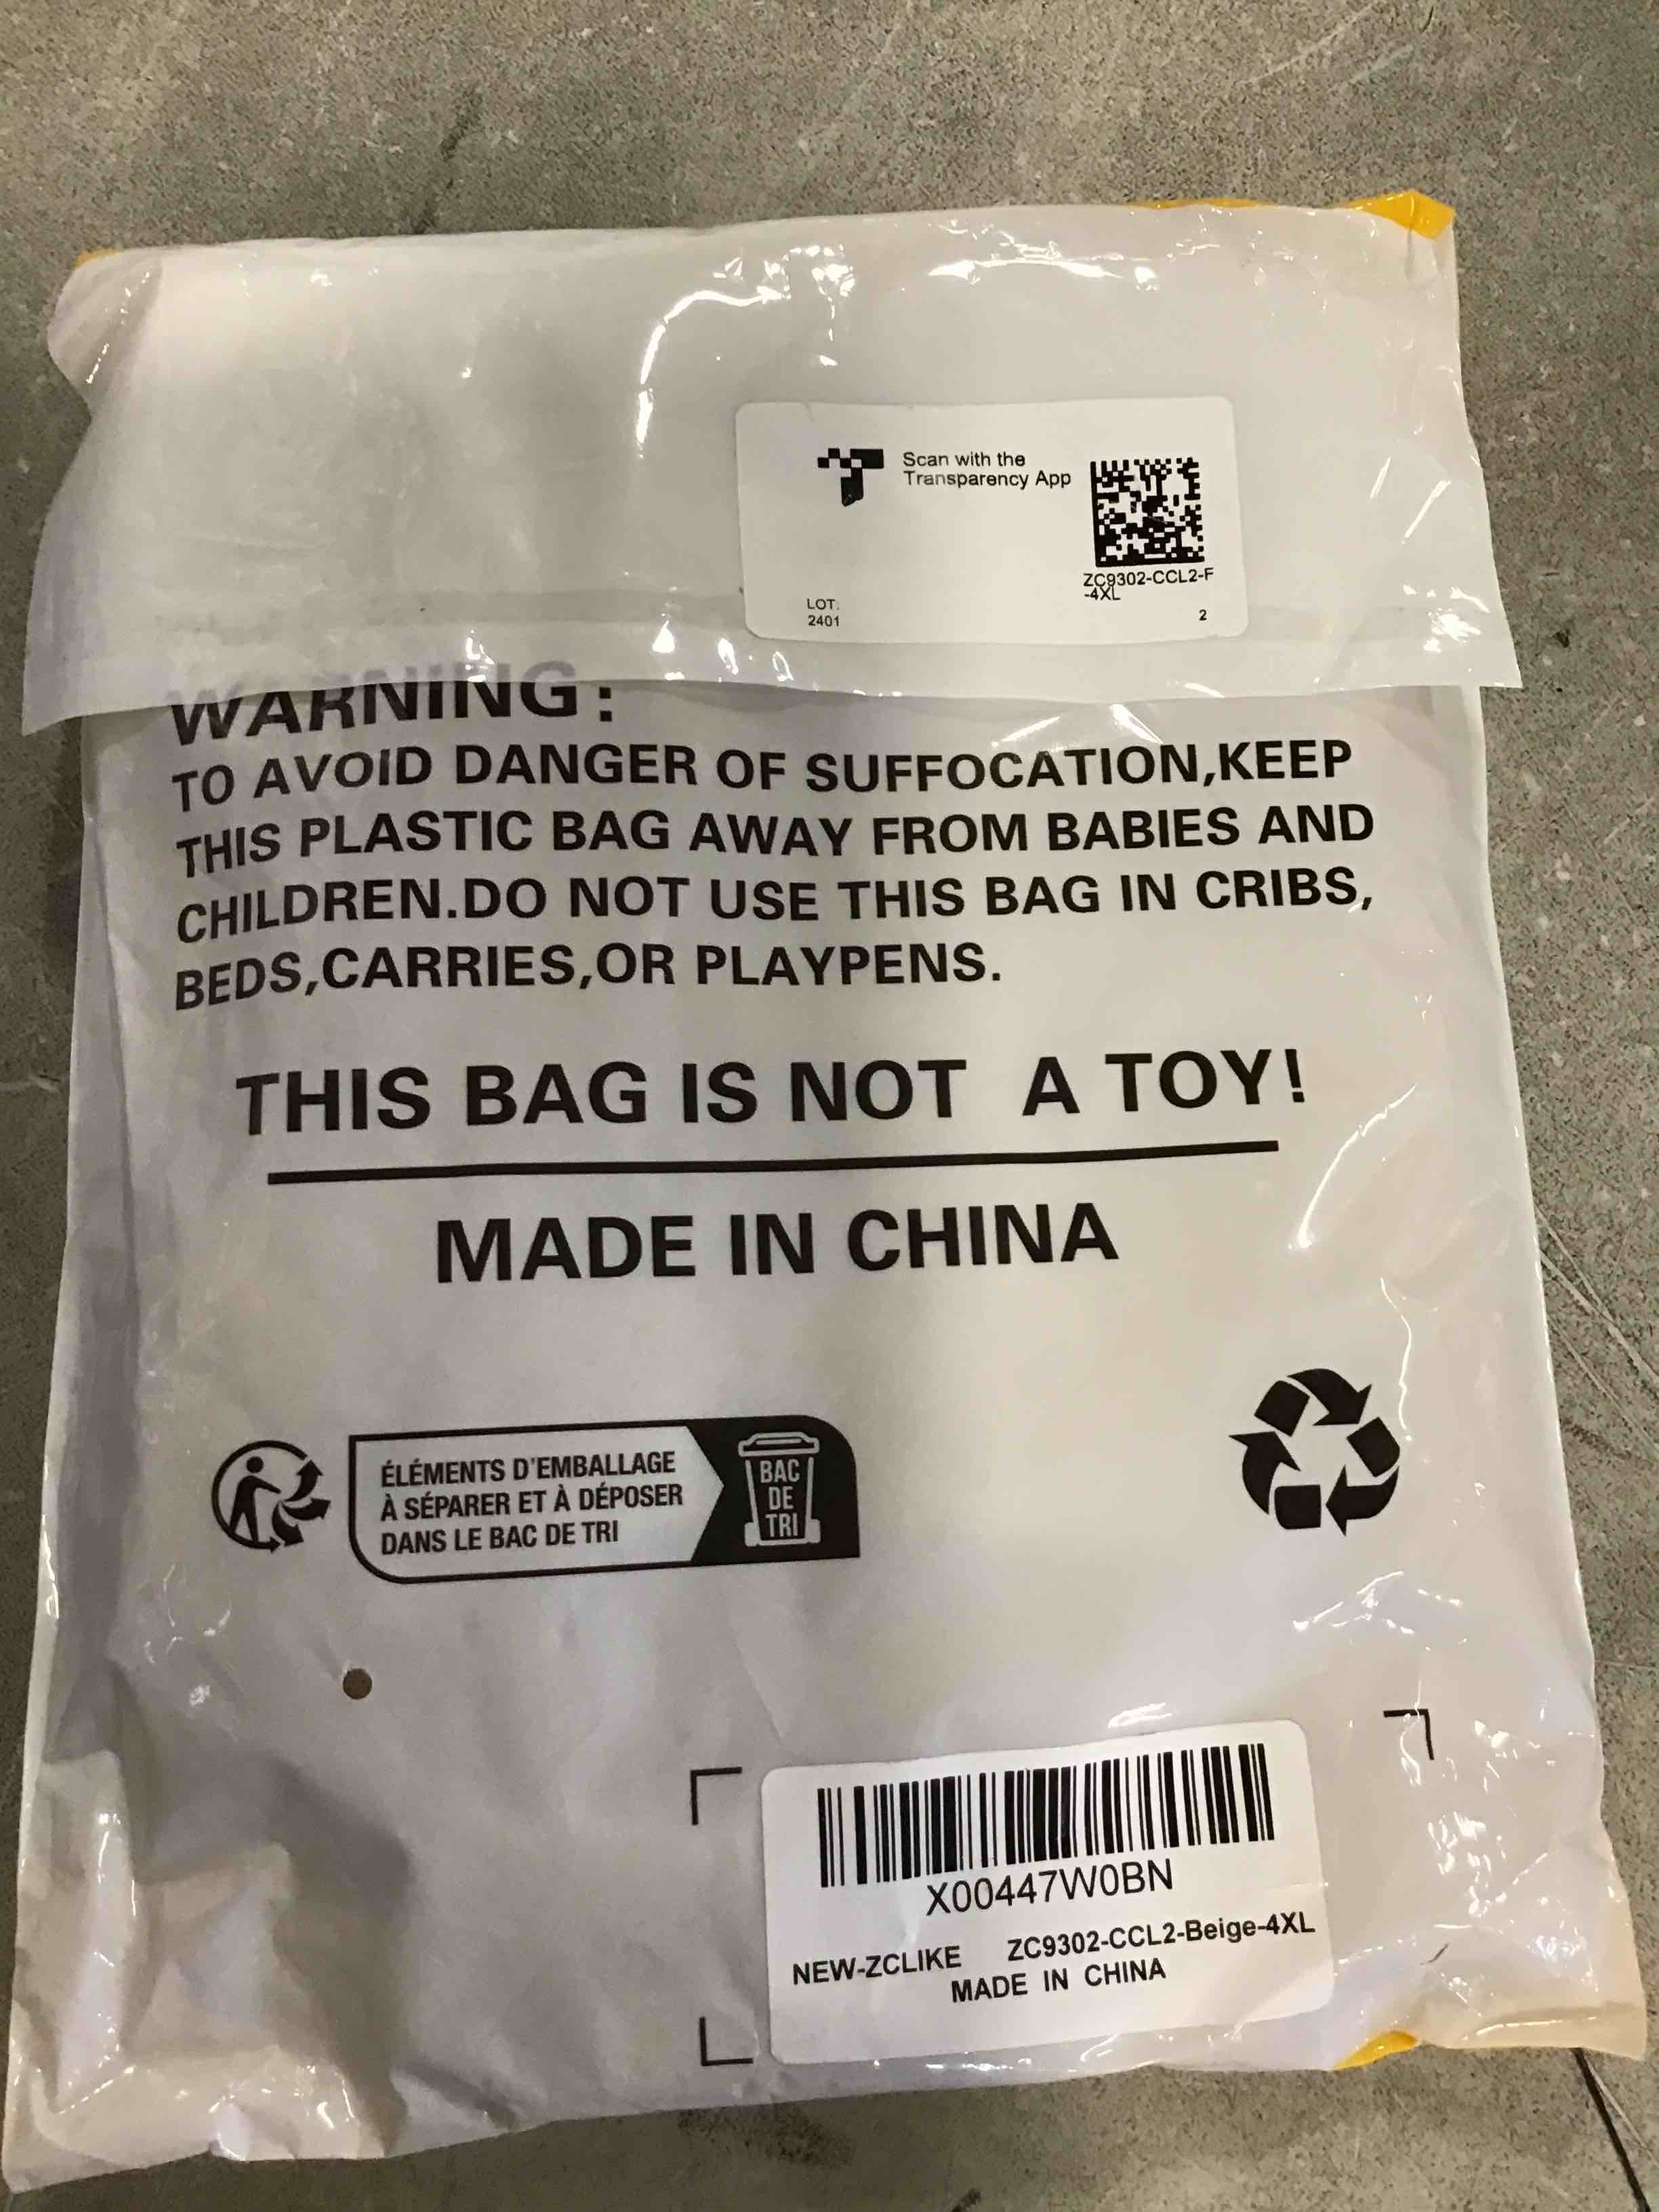 Scan with the
Transparency App
ZC9302-CCL2-F
-4XL
LOT:
2401
2
WARNING:
TO AVOID DANGER OF SUFFOCATION,KEEP
THIS PLASTIC BAG AWAY FROM BABIES AND
CHILDREN.DO NOT USE THIS BAG IN CRIBS,
BEDS,CARRIES,OR PLAYPENS.
THIS BAG IS NOT A TOY!
MADE IN CHINA
ÉLÉMENTS D'EMBALLAGE
À SÉPARER ET À DÉPOSER
DANS LE BAC DE TRI
BAC
DE
TRI
X00447W0BN
NEW-ZCLIKE ZC9302-CCL2-Beige-4XL
MADE IN CHINA